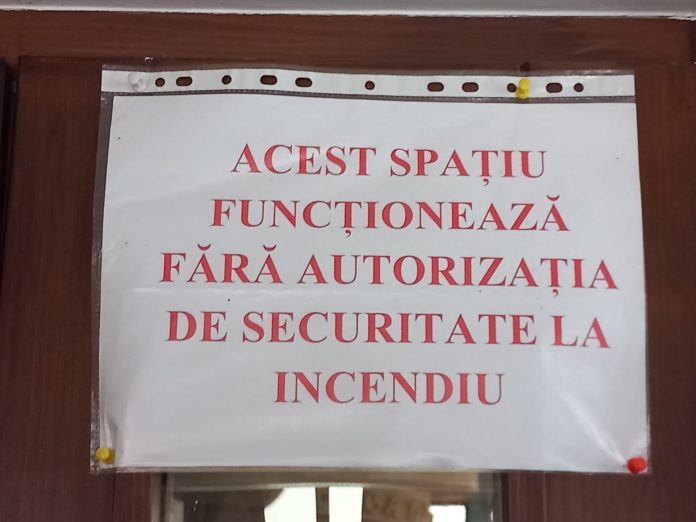 ACEST SPAȚIU
FUNCȚIONEAZĂ
FĂRĂ AUTORIZAȚIA
DE SECURITATE LA
INCENDIU